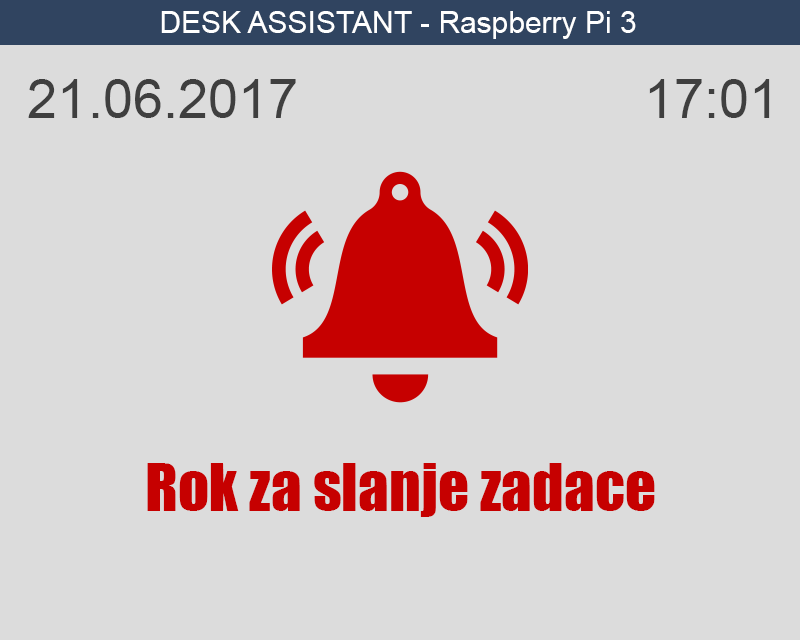 DESK ASSISTANT - Raspberry Pi 3
21.06.2017 17:01
Rok za slanje zadace